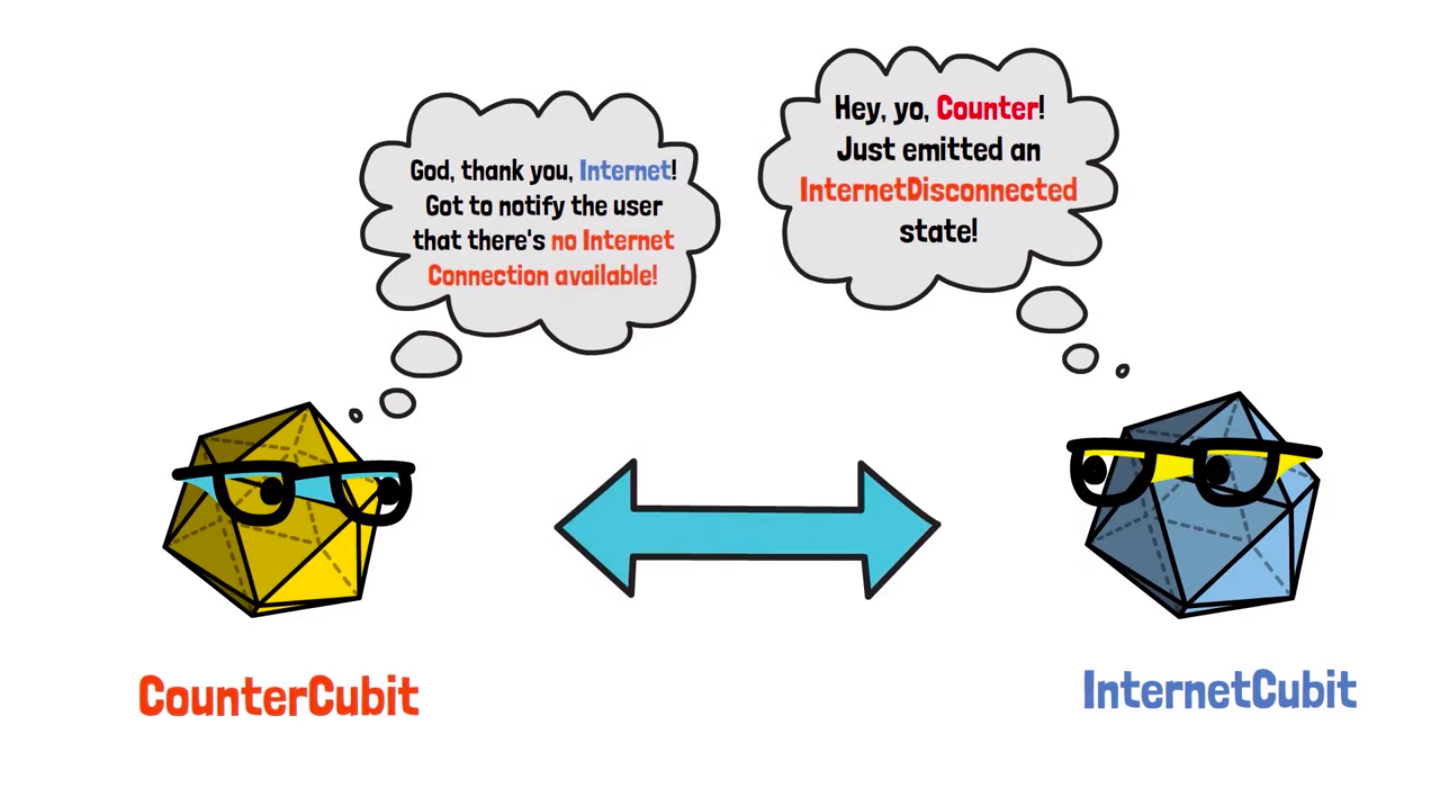 God, thank you, Internet!
Got to notify the user
that there's no Internet
Connection available!
Hey, yo, Counter!
Just emitted an
InternetDisconnected
state!
CounterCubit
InternetCubit